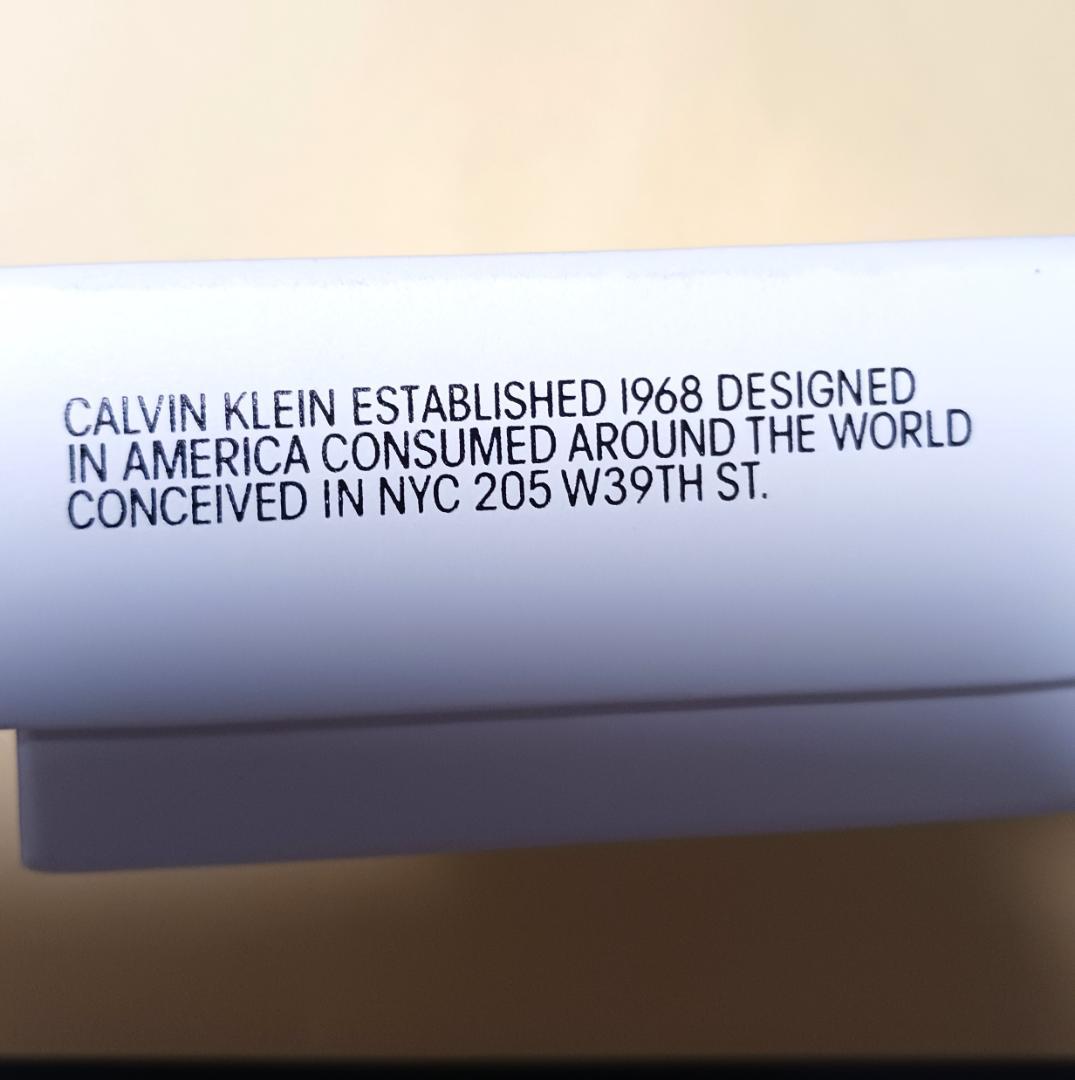 CALVIN KLEIN ESTABLISHED 1968 DESIGNED
IN AMERICA CONSUMED AROUND THE WORLD
CONCEIVED IN NYC 205 W39TH ST.